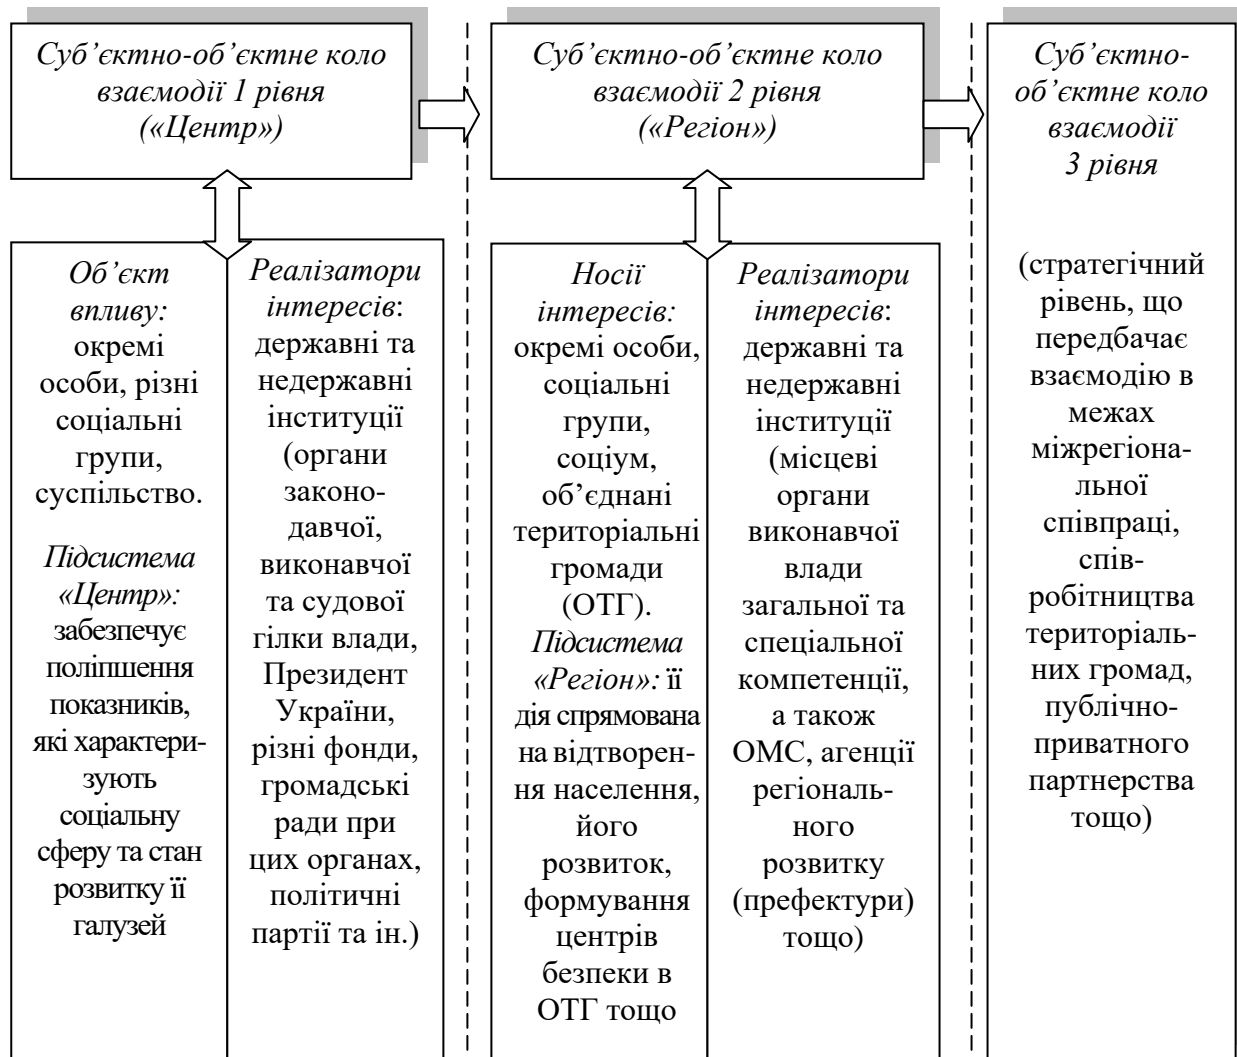 Суб’єктно-об’єктне коло
взаємодії 1 рівня
(«Центр»)
Об’єкт
впливу:
окремі
особи, різні
соціальні
групи,
суспільство.
Підсистема
«Центр»:
забезпечує
поліпшення
показників,
які характери-
зують
соціальну
сферу та стан
розвитку її
галузей
Реалізатори
інтересів:
державні та
недержавні
інституції
(органи
законо-
давчої,
виконавчої
та судової
гілки влади,
Президент
України,
різні фонди,
громадські
ради при
цих органах,
політичні
партії та ін.)
Суб’єктно-об’єктне коло
взаємодії 2 рівня
(«Регіон»)
Носії
інтересів:
окремі особи,
соціальні
групи,
соціум,
об’єднані
територіальні
громади
(ОТГ).
Підсистема
«Регіон»: її
дія спрямована
на відтворен-
ня населення,
його
розвиток,
формування
центрів
безпеки в
ОТГ тощо
Реалізатори
інтересів:
державні та
недержавні
інституції
(місцеві
органи
виконавчої
влади
загальної та
спеціальної
компетенції,
а також
ОМС, агенції
регіональ-
ного
розвитку
(префектури)
тощо)
Суб’єктно-
об’єктне коло
взаємодії
3 рівня
(стратегічний
рівень, що
передбачає
взаємодію в
межах
міжрегіона-
льної
співпраці,
спів-
робітництва
територіаль-
них громад,
публічно-
приватного
партнерства
тощо)